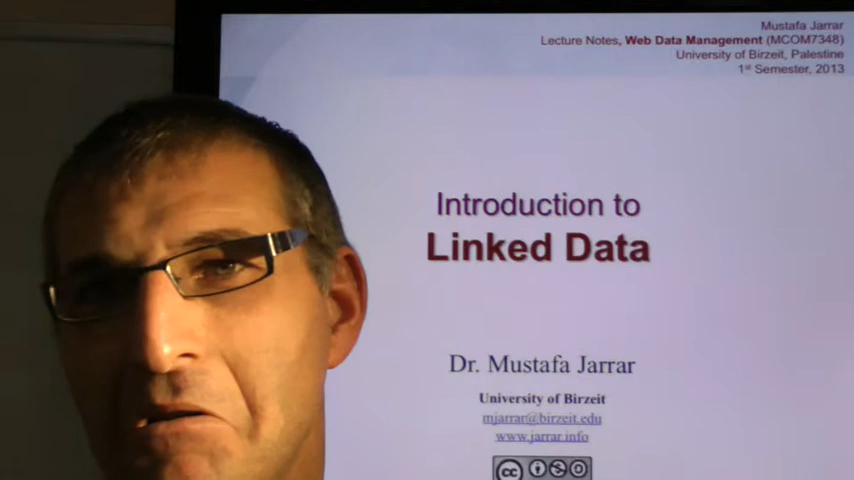 Mustafa Jarrar
Lecture Notes, Web Data Management (MCOM7348)
University of Birzeit, Palestine
1st Semester, 2013
Introduction to
Linked Data
Dr. Mustafa Jarrar
University of Birzeit
mjarrar@birzeit.edu
www.jarrar.info
cc